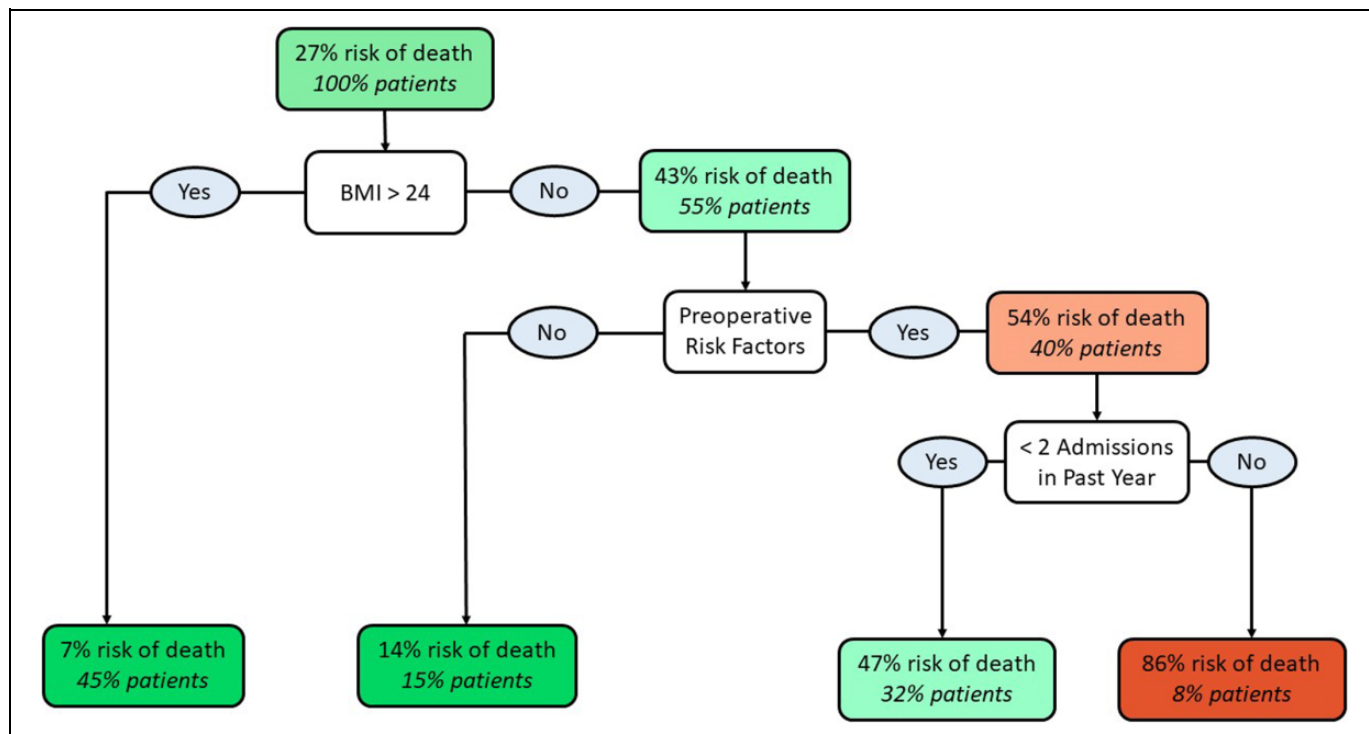 27% risk of death
100% patients
Yes
BMI > 24
No
43% risk of death
55% patients
No
Preoperative
Risk Factors
Yes
54% risk of death
40% patients
Yes
< 2 Admissions
in Past Year
No
7% risk of death
45% patients
14% risk of death
15% patients
47% risk of death
32% patients
86% risk of death
8% patients